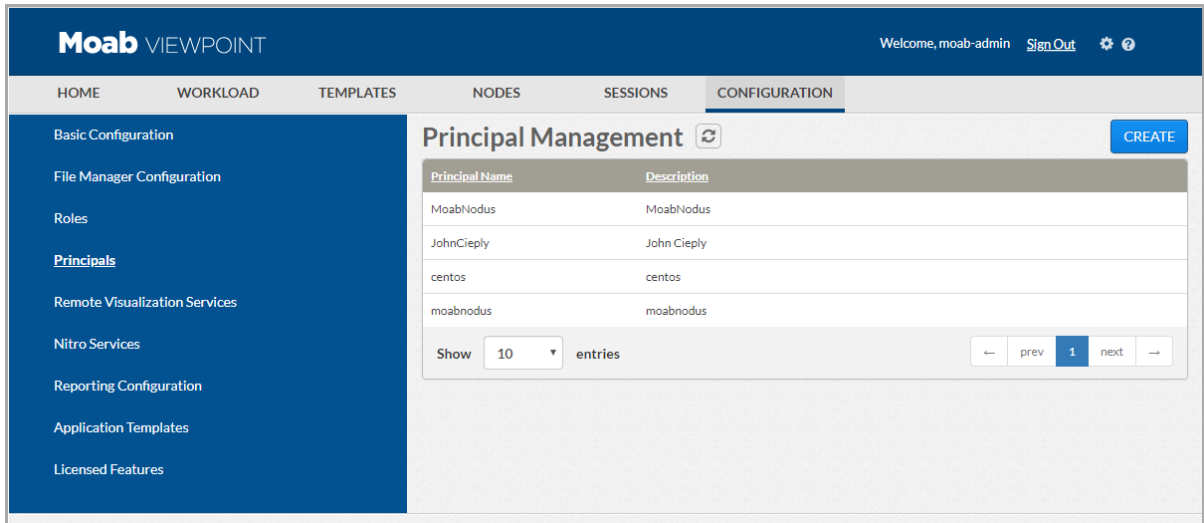 Moab VIEWPOINT
Welcome, moab-admin Sign Out
HOME WORKLOAD TEMPLATES NODES SESSIONS CONFIGURATION
Basic Configuration
File Manager Configuration
Roles
Principals
Remote Visualization Services
Nitro Services
Reporting Configuration
Application Templates
Licensed Features
Principal Management
CREATE
Principal Name Description
MoabNodus MoabNodus
JohnCieply John Cieply
centos centos
moabnodus moabnodus
Show 10 entries
← prev 1 next →